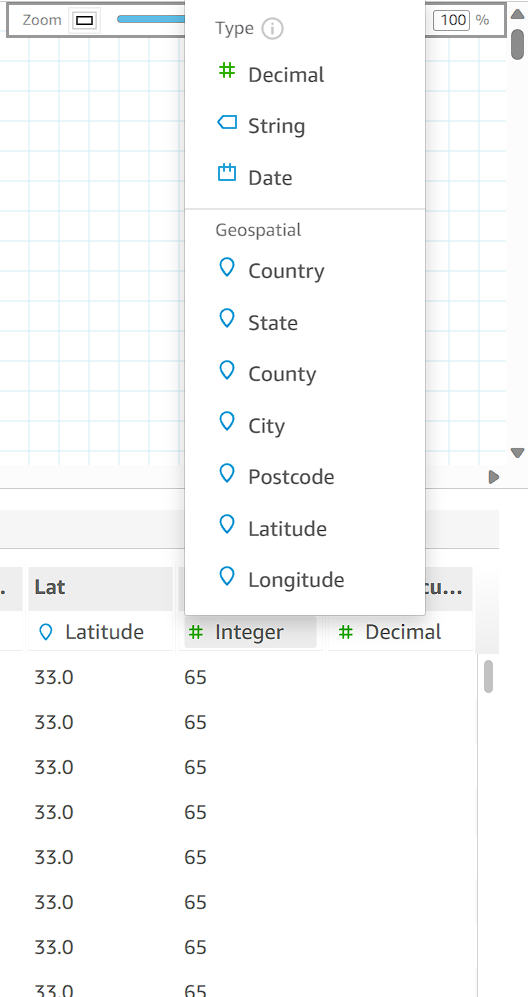 Zoom 100 %
Type
Decimal
String
Date
Geospatial
Country
State
County
City
Postcode
Latitude
Longitude
Lat cu...
Latitude Integer Decimal
33.0 65
33.0 65
33.0 65
33.0 65
33.0 65
33.0 65
33.0 65
33.0 65